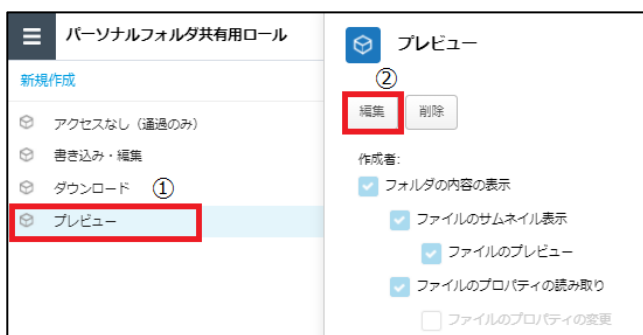 パーソナルフォルダ共有用ロール
新規作成
アクセスなし（通過のみ）
書き込み・編集
ダウンロード ①
プレビュー
プレビュー
②
編集 削除
作成者:
フォルダの内容の表示
ファイルのサムネイル表示
ファイルのプレビュー
ファイルのプロパティの読み取り
ファイルのプロパティの変更